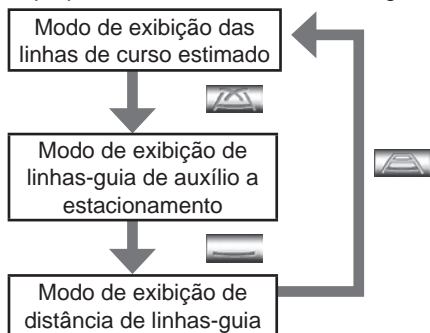 Modo de exibição das
linhas de curso estimado
Modo de exibição de
linhas-guia de auxílio a
estacionamento
Modo de exibição de
distância de linhas-guia